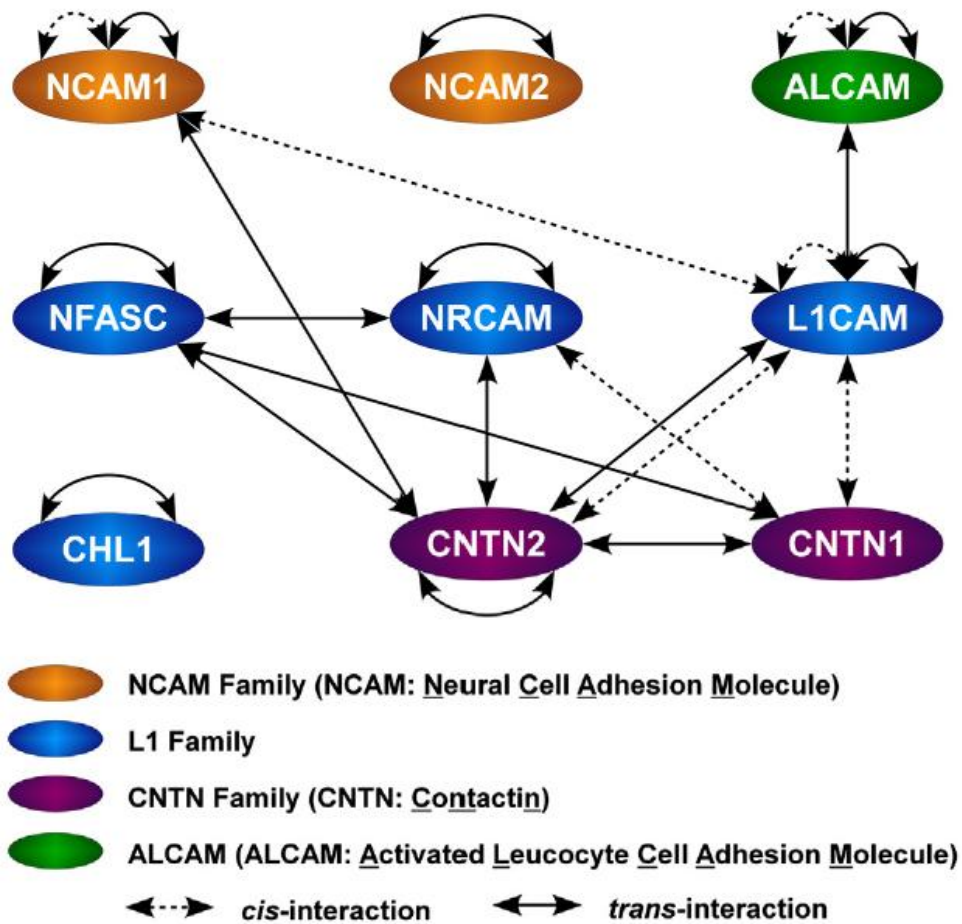 NCAM1 NCAM2 ALCAM
NFASC NRCAM L1CAM
CHL1 CNTN2 CNTN1
NCAM Family (NCAM: Neural Cell Adhesion Molecule)
L1 Family
CNTN Family (CNTN: Contactin)
ALCAM (ALCAM: Activated Leucocyte Cell Adhesion Molecule)
cis-interaction trans-interaction